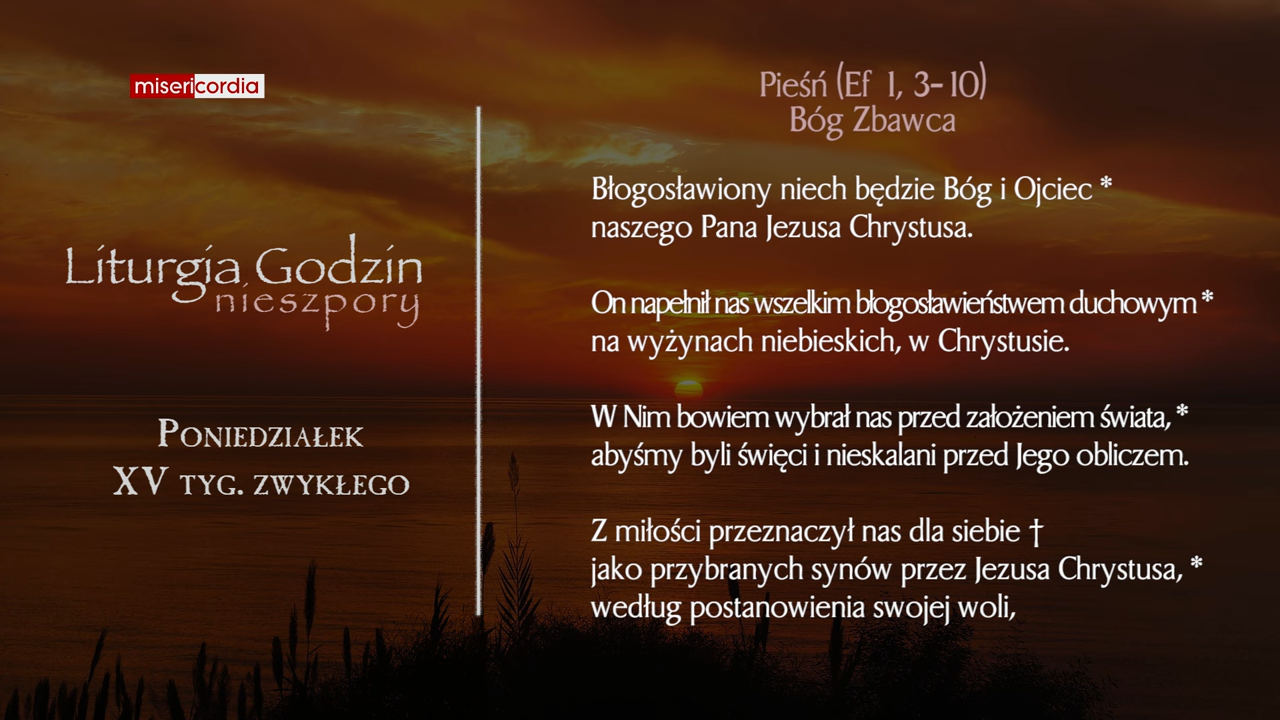 misericordia
Liturgia Godzin
nieszpory
Poniedziałek
XV tyg. zwykłego
Pieśń (Ef 1, 3-10)
Bóg Zbawca
Błogosławiony niech będzie Bóg i Ojciec *
naszego Pana Jezusa Chrystusa.
On napełnił nas wszelkim błogosławieństwem duchowym *
na wyżynach niebieskich, w Chrystusie.
W Nim bowiem wybrał nas przed założeniem świata, *
abyśmy byli święci i nieskalani przed Jego obliczem.
Z miłości przeznaczył nas dla siebie †
jako przybranych synów przez Jezusa Chrystusa, *
według postanowienia swojej woli,